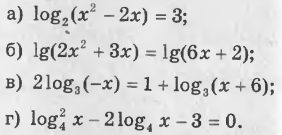 а) log₂(x² − 2x) = 3;
б) lg(2x² + 3x) = lg(6x + 2);
в) 2log₃(−x) = 1 + log₃(x + 6);
г) log₄² x − 2log₄ x − 3 = 0.